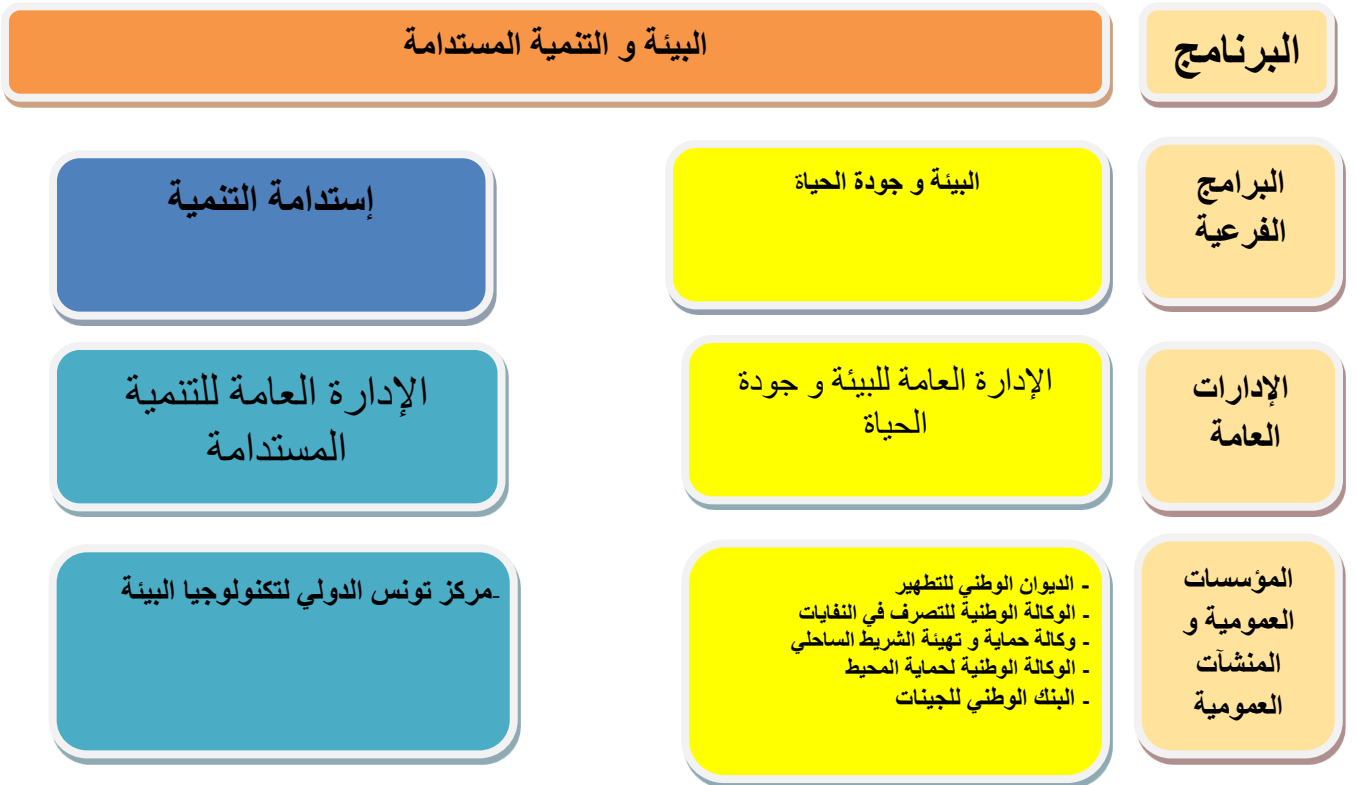 البرنامج
البيئة و التنمية المستدامة
البرامج
الفرعية
البيئة و جودة الحياة
إستدامة التنمية
الإدارات
العامة
الإدارة العامة للبيئة و جودة
الحياة
الإدارة العامة للتنمية
المستدامة
المؤسسات
العمومية و
المنشآت
العمومية
- الديوان الوطني للتطهير
- الوكالة الوطنية للتصرف في النفايات
- وكالة حماية و تهيئة الشريط الساحلي
- الوكالة الوطنية لحماية المحيط
- البنك الوطني للجينات
-مركز تونس الدولي لتكنولوجيا البيئة